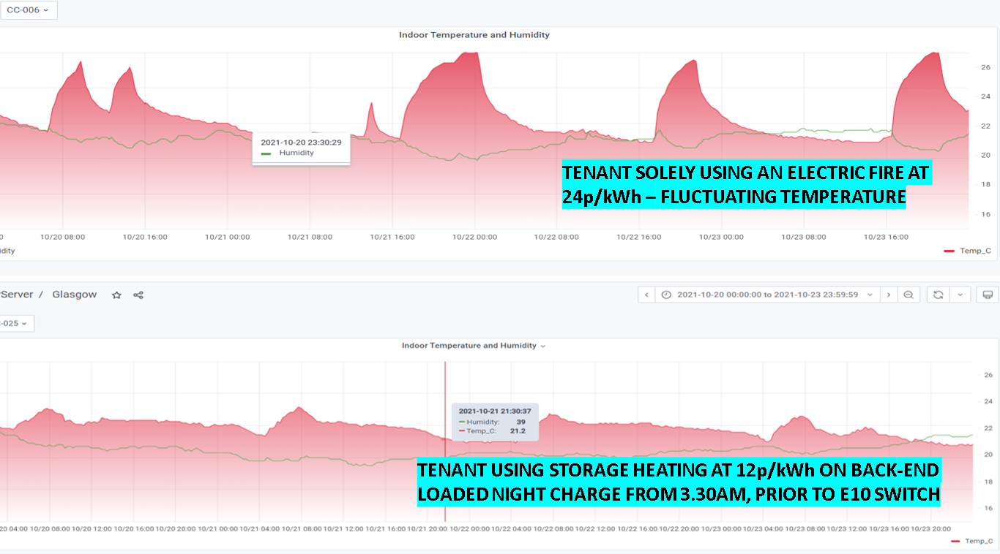 CC-006
Indoor Temperature and Humidity
26
24
22
20
18
16
2021-10-20 23:30:29
Humidity
TENANT SOLELY USING AN ELECTRIC FIRE AT
24p/kWh – FLUCTUATING TEMPERATURE
0 10/20 08:00 10/20 16:00 10/21 00:00 10/21 08:00 10/21 16:00 10/22 00:00 10/22 08:00 10/22 16:00 10/23 00:00 10/23 08:00 10/23 16:00
idity Temp_C
Server / Glasgow 2021-10-20 00:00:00 to 2021-10-23 23:59:59
-025
Indoor Temperature and Humidity
26
24
22
20
18
16
2021-10-21 21:30:37
Humidity: 39
Temp_C: 21.2
TENANT USING STORAGE HEATING AT 12p/kWh ON BACK-END
LOADED NIGHT CHARGE FROM 3.30AM, PRIOR TO E10 SWITCH
20 04:00 10/20 08:00 10/20 12:00 10/20 16:00 10/20 20:00 10/21 00:00 10/21 04:00 10/21 08:00 10/21 12:00 10/21 16:00 10/21 20:00 10/22 00:00 10/22 04:00 10/22 08:00 10/22 12:00 10/22 16:00 10/22 20:00 10/23 00:00 10/23 04:00 10/23 08:00 10/23 12:00 10/23 16:00 10/23 20:00
Temp_C